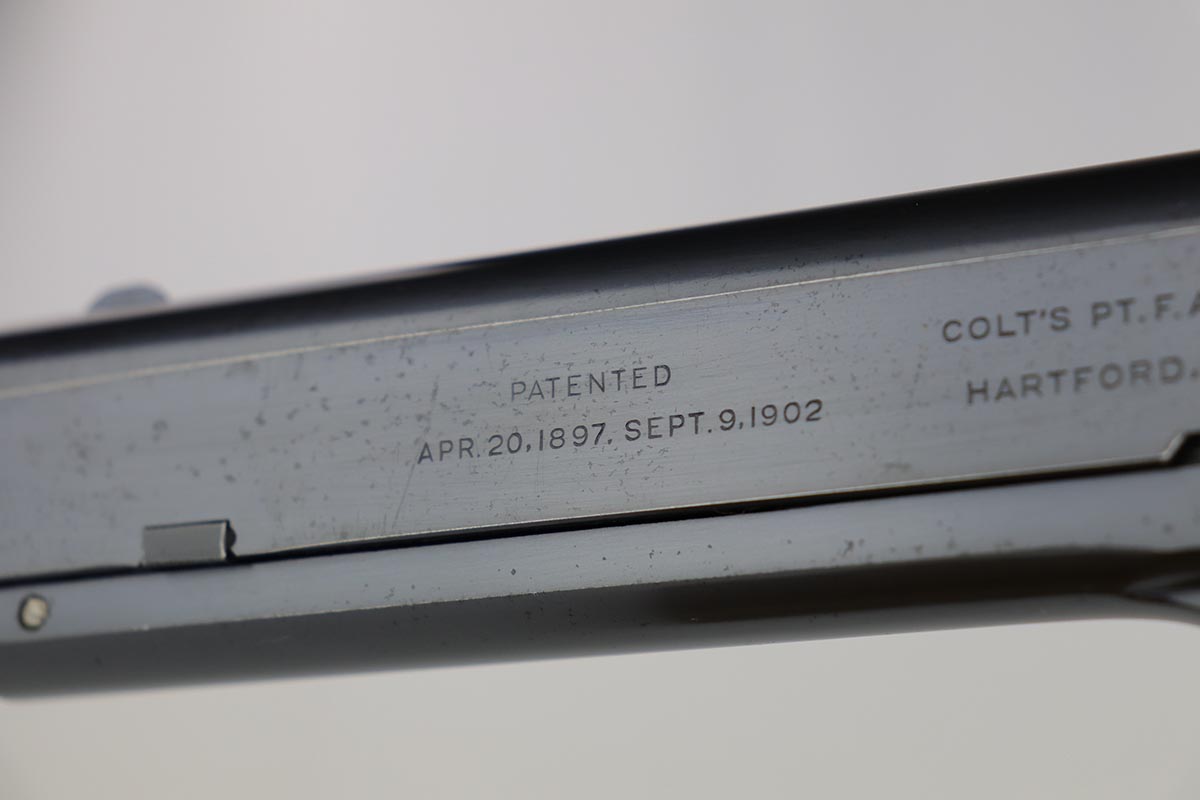 PATENTED
APR. 20, 1897. SEPT. 9, 1902
COLT'S PT. F. A
HARTFORD.